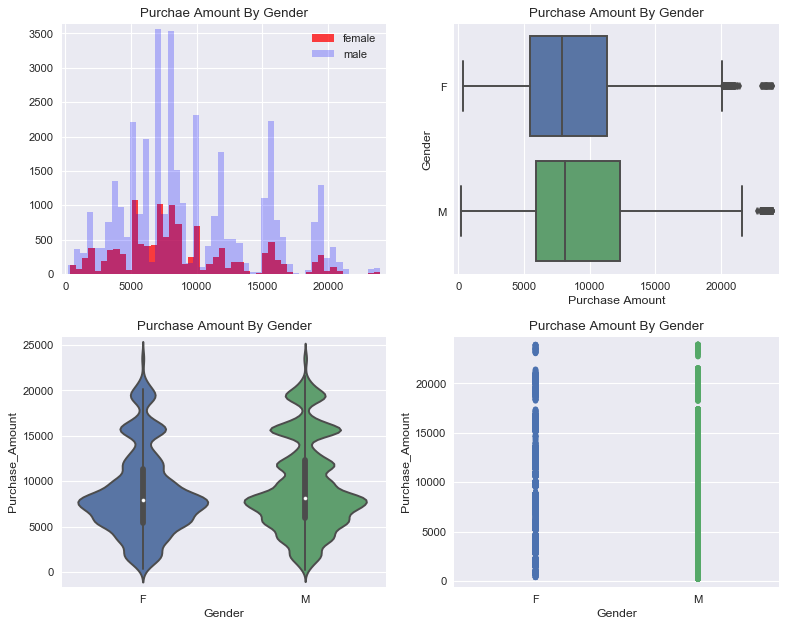 Purchae Amount By Gender
3500
3000
2500
2000
1500
1000
500
0
0 5000 10000 15000 20000
female
male
Purchase Amount By Gender
Gender
F
M
0 5000 10000 15000 20000
Purchase Amount
Purchase Amount By Gender
Purchase_Amount
25000
20000
15000
10000
5000
0
F M
Gender
Purchase Amount By Gender
Purchase_Amount
20000
15000
10000
5000
0
F M
Gender